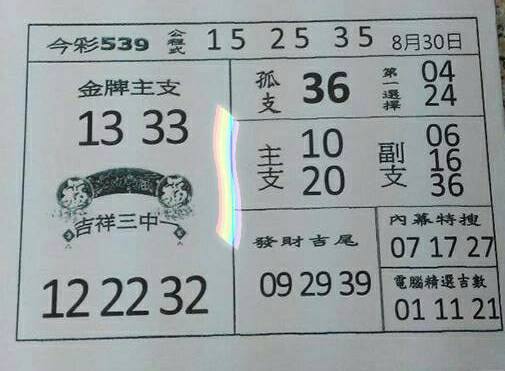 今彩539 公程式 15 25 35 8月30日
金牌主支
13 33
吉祥三中一
12 22 32
孤支 36
第一選擇 04 24
主支 10 20
副支 06 16 36
發財吉尾
09 29 39
內幕特搜
07 17 27
電腦精選吉數
01 11 21